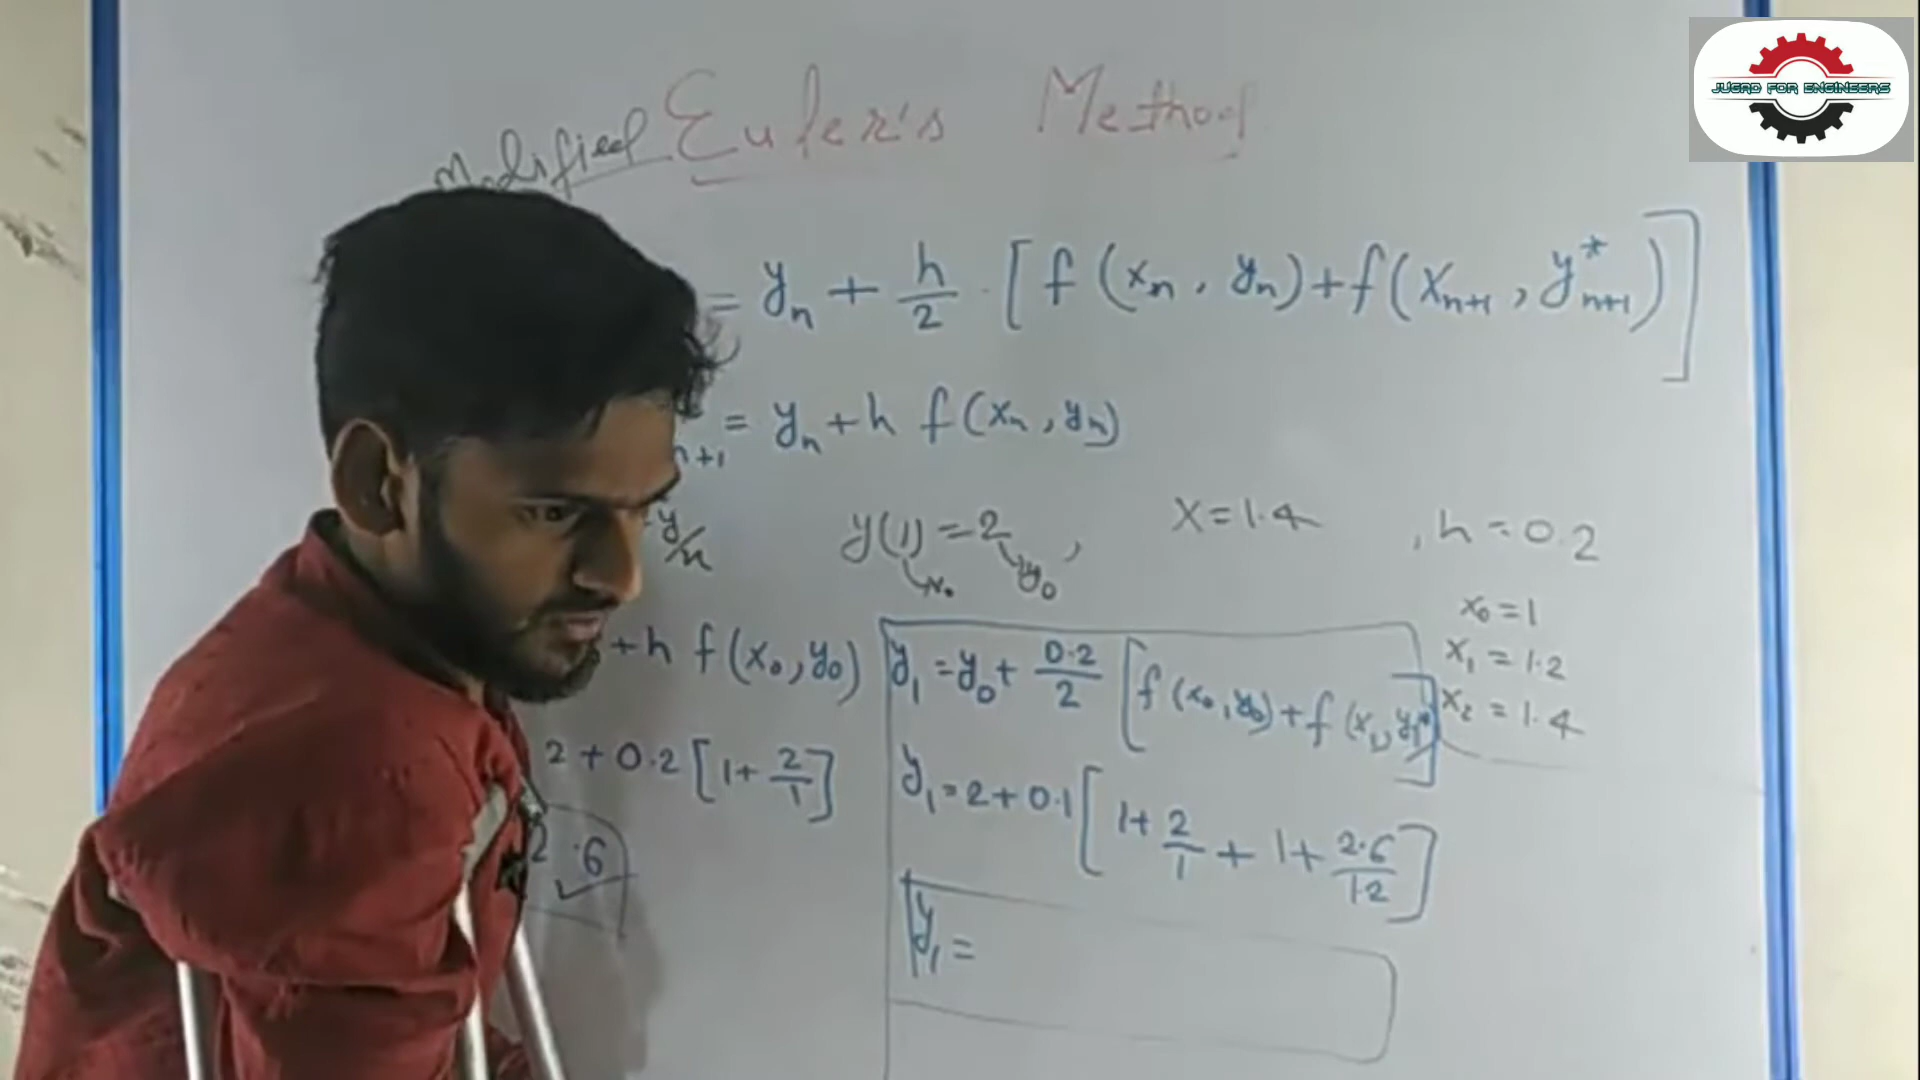 JUGAD FOR ENGINEERS
Modified Euler's Method
= yₙ + h/2 · [f(xₙ, yₙ)+f(xₙ₊₁, y*ₙ₊₁)]
n+1 = yₙ + h f(xₙ, yₙ)
y/x y(1) = 2, x = 1.4, h = 0.2
x₀ y₀
x₀ = 1
x₁ = 1.2
x₂ = 1.4
+h f(x₀, y₀)
2 + 0.2 [1 + 2/1]
2.6
y₁ = y₀ + 0.2/2 [f(x₀, y₀)+f(x₁, y₁*)]
y₁ = 2 + 0.1 [1 + 2/1 + 1 + 2.6/1.2]
y₁ =